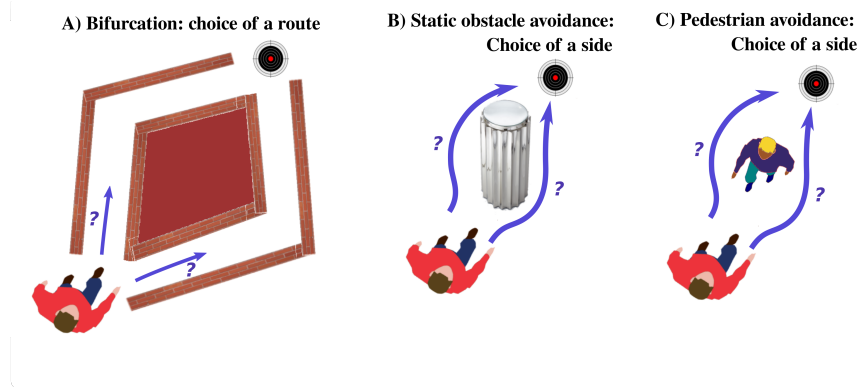 A) Bifurcation: choice of a route
?
?
B) Static obstacle avoidance:
Choice of a side
?
?
C) Pedestrian avoidance:
Choice of a side
?
?